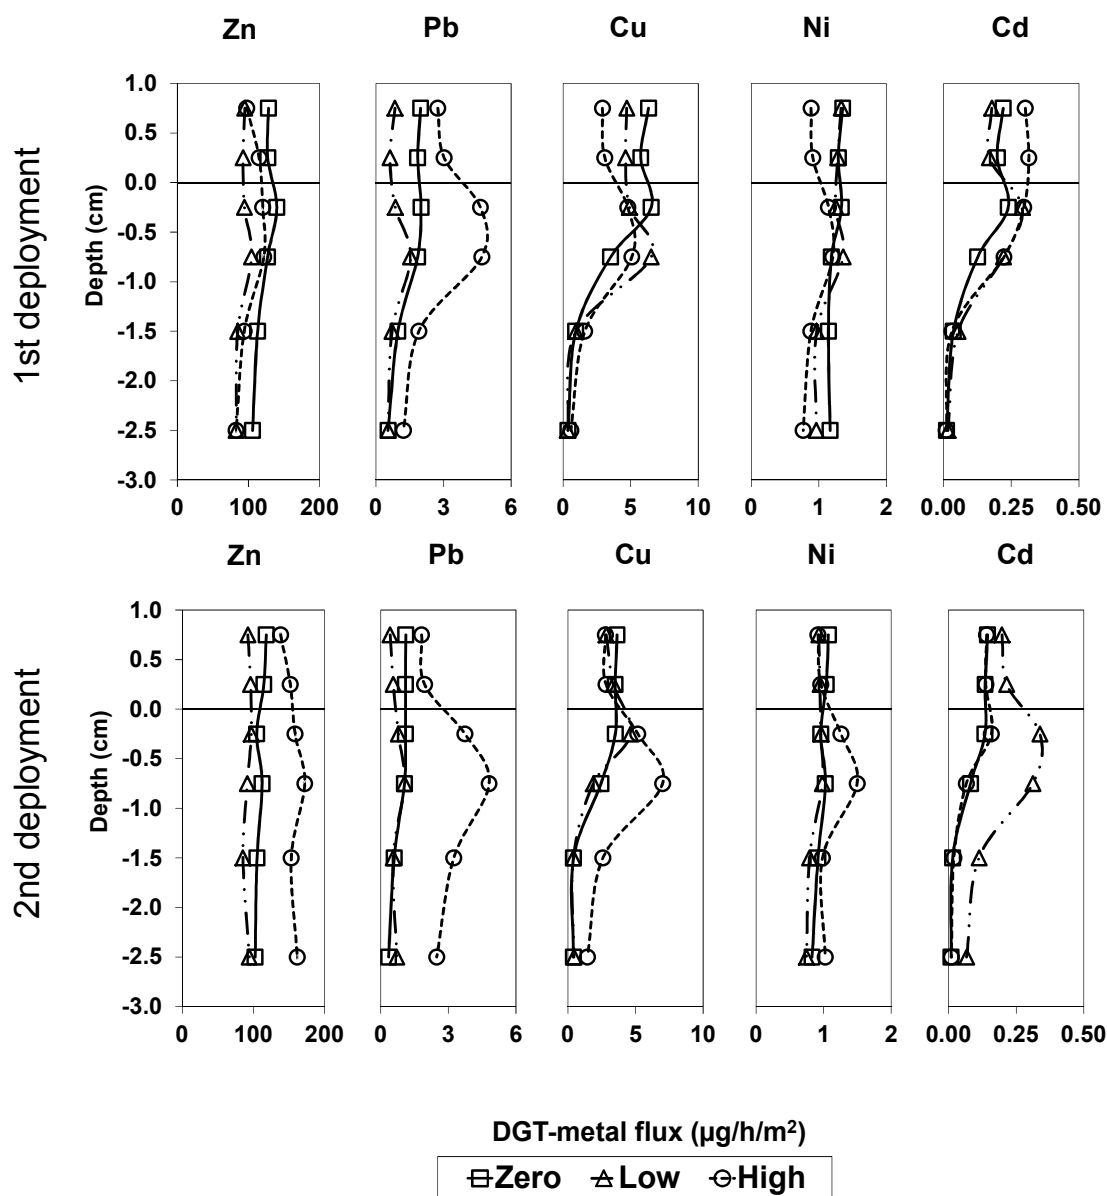 Zn Pb Cu Ni Cd
1st deployment
Depth (cm)
1.0
0.5
0.0
-0.5
-1.0
-1.5
-2.0
-2.5
-3.0
0 100 200 0 3 6 0 5 10 0 1 2 0.00 0.25 0.50
Zn Pb Cu Ni Cd
2nd deployment
Depth (cm)
1.0
0.5
0.0
-0.5
-1.0
-1.5
-2.0
-2.5
-3.0
0 100 200 0 3 6 0 5 10 0 1 2 0.00 0.25 0.50
DGT-metal flux (µg/h/m²)
Zero Low High